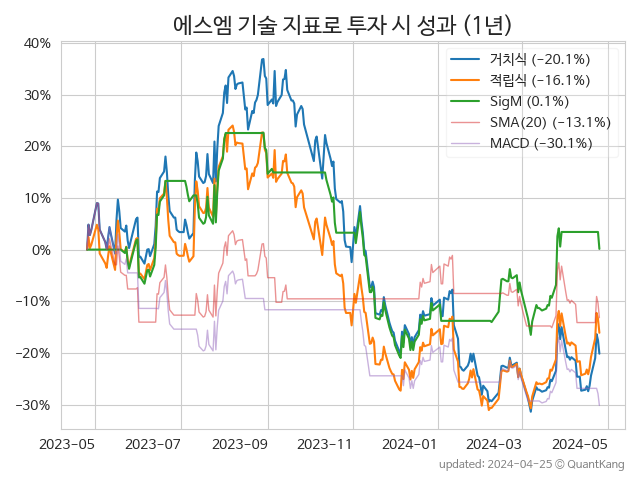 에스엠 기술 지표로 투자 시 성과 (1년)
40%
30%
20%
10%
0%
−10%
−20%
−30%
거치식 (−20.1%)
적립식 (−16.1%)
SigM (0.1%)
SMA(20) (−13.1%)
MACD (−30.1%)
2023−05
2023−07
2023−09
2023−11
2024−01
2024−03
2024−05
updated: 2024−04−25 © QuantKang